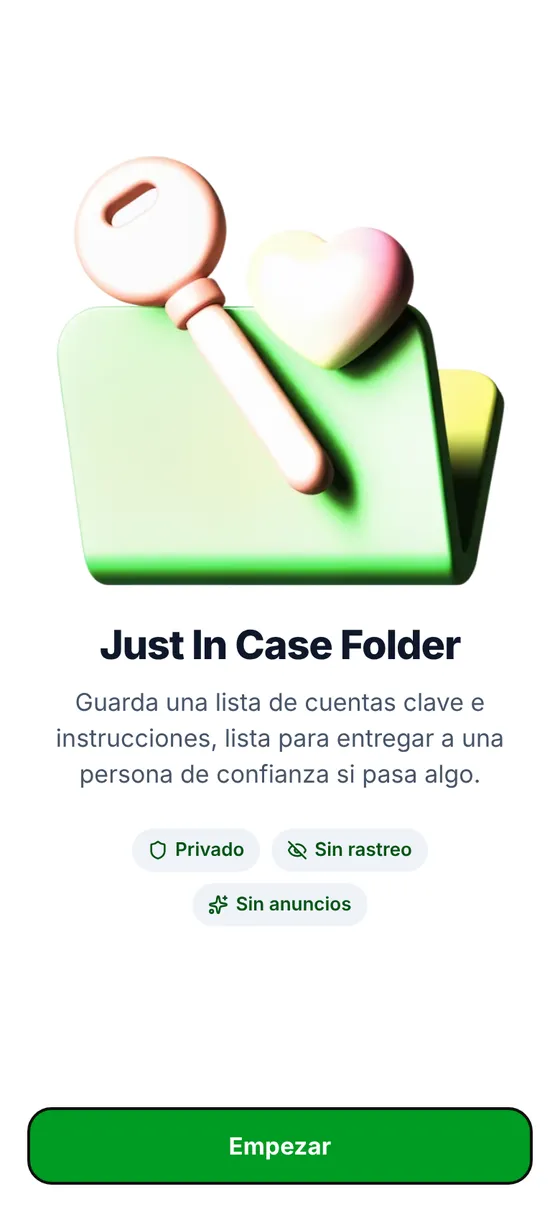 Just In Case Folder
Guarda una lista de cuentas clave e
instrucciones, lista para entregar a una
persona de confianza si pasa algo.
Privado
Sin rastreo
Sin anuncios
Empezar